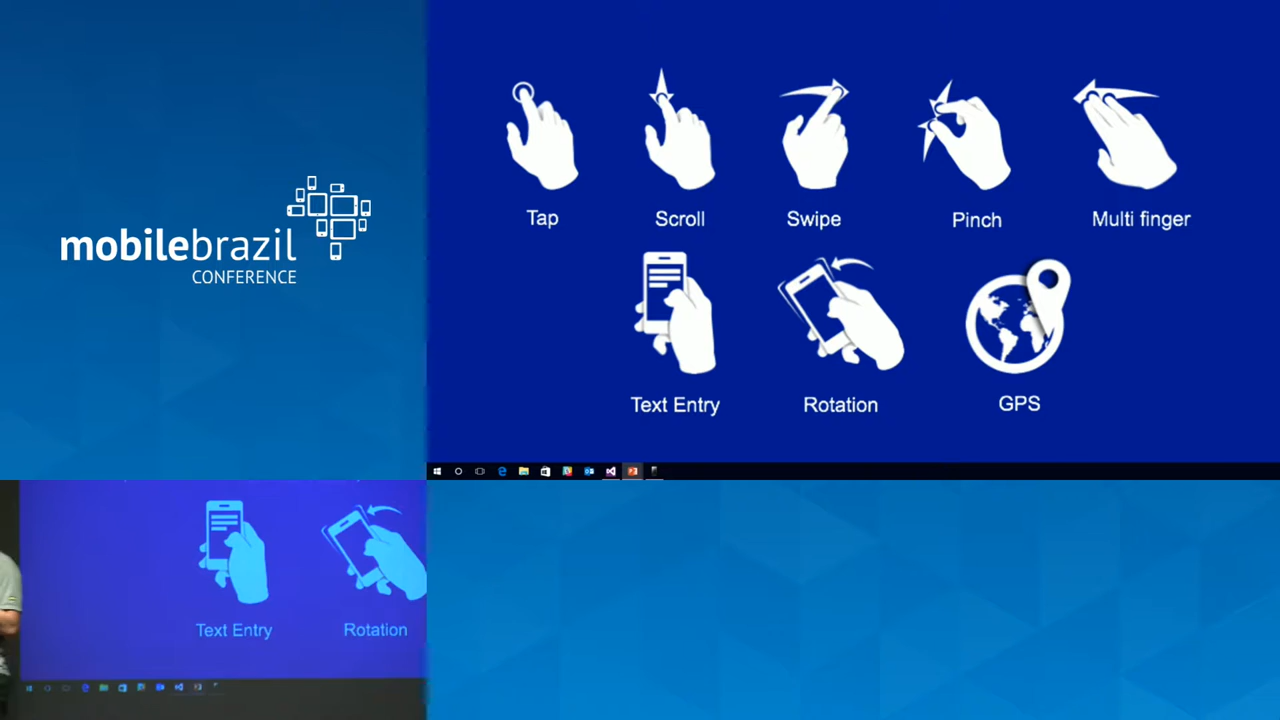 mobilebrazil
CONFERENCE
Tap
Scroll
Swipe
Pinch
Multi finger
Text Entry
Rotation
GPS
Text Entry
Rotation